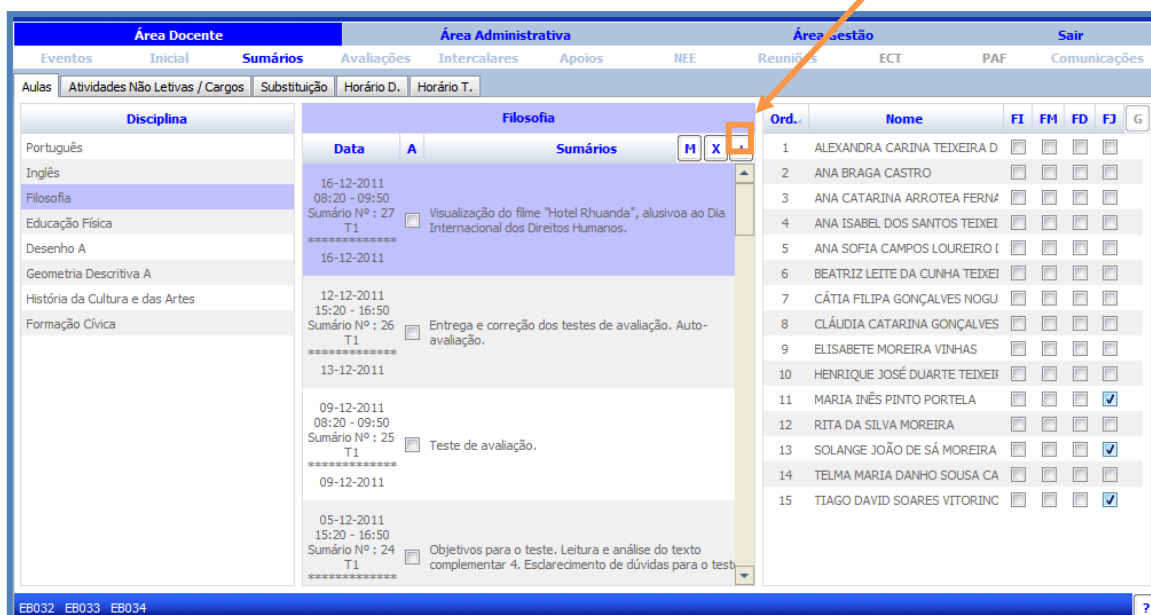 Área Docente Área Administrativa Área Gestão Sair
Eventos Inicial Sumários Avaliações Intercalares Apoios NEE Reuniões ECT PAF Comunicações
Aulas Atividades Não Letivas / Cargos Substituição Horário D. Horário T.
Disciplina
Português
Inglês
Filosofia
Educação Física
Desenho A
Geometria Descritiva A
História da Cultura e das Artes
Formação Cívica
Filosofia
Data A Sumários M X +
16-12-2011
08:20 - 09:50
Sumário Nº : 27
T1
*************
16-12-2011
Visualização do filme "Hotel Rhuanda", alusivoa ao Dia
Internacional dos Direitos Humanos.
12-12-2011
15:20 - 16:50
Sumário Nº : 26
T1
*************
13-12-2011
Entrega e correção dos testes de avaliação. Auto-
avaliação.
09-12-2011
08:20 - 09:50
Sumário Nº : 25
T1
*************
09-12-2011
Teste de avaliação.
05-12-2011
15:20 - 16:50
Sumário Nº : 24
T1
*************
Objetivos para o teste. Leitura e análise do texto
complementar 4. Esclarecimento de dúvidas para o test
Ord. Nome FI FM FD FJ G
1 ALEXANDRA CARINA TEIXEIRA D
2 ANA BRAGA CASTRO
3 ANA CATARINA ARROTEA FERNA
4 ANA ISABEL DOS SANTOS TEIXEI
5 ANA SOFIA CAMPOS LOUREIRO
6 BEATRIZ LEITE DA CUNHA TEIXEI
7 CÁTIA FILIPA GONÇALVES NOGU
8 CLÁUDIA CATARINA GONÇALVES
9 ELISABETE MOREIRA VINHAS
10 HENRIQUE JOSÉ DUARTE TEIXEIR
11 MARIA INÊS PINTO PORTELA
12 RITA DA SILVA MOREIRA
13 SOLANGE JOÃO DE SÁ MOREIRA
14 TELMA MARIA DANHO SOUSA CA
15 TIAGO DAVID SOARES VITORINO
EB032 EB033 EB034 ?